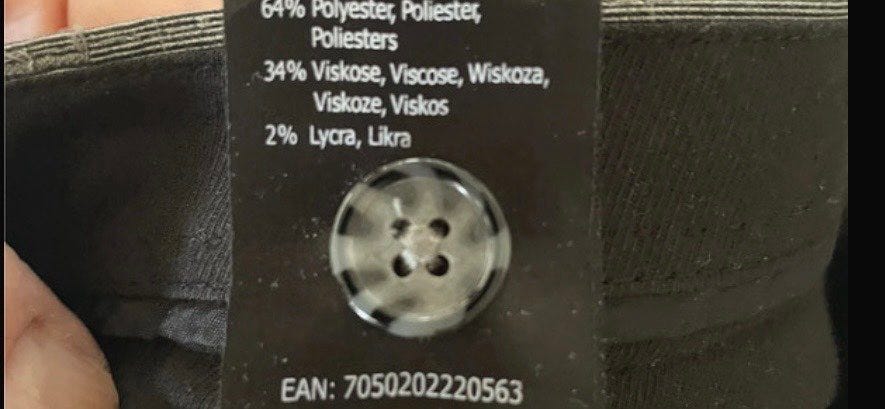 64% Polyester, Poliester,
Poliesters
34% Viskose, Viscose, Wiskoza,
Viskoze, Viskos
2% Lycra, Likra
EAN: 7050202220563